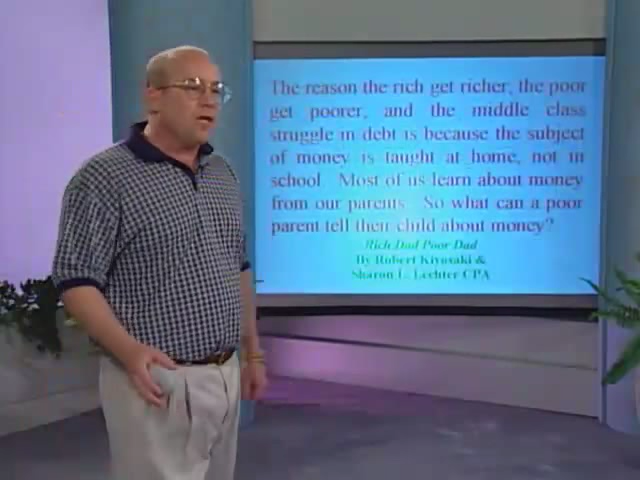 The reason the rich get richer, the poor
get poorer, and the middle class
struggle in debt is because the subject
of money is taught at home, not in
school. Most of us learn about money
from our parents. So what can a poor
parent tell their child about money?
Rich Dad Poor Dad
By Robert Kiyosaki &
Sharon L. Lechter CPA